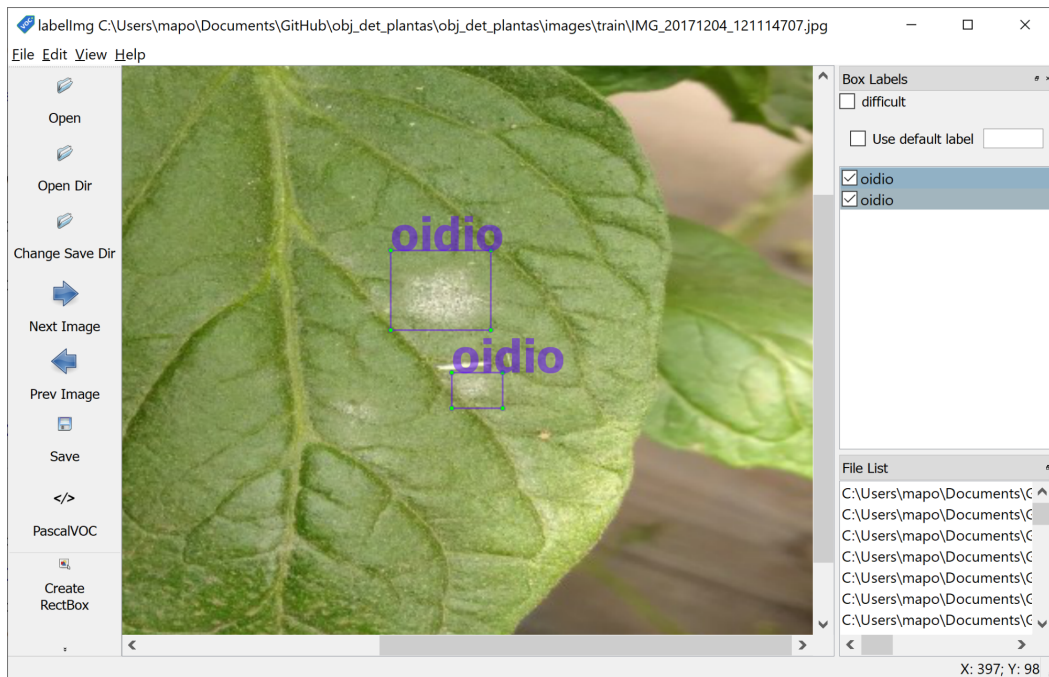 labelImg C:\Users\mapo\Documents\GitHub\obj_det_plantas\obj_det_plantas\images\train\IMG_20171204_121114707.jpg
File Edit View Help
Open
Open Dir
Change Save Dir
Next Image
Prev Image
Save
</>
PascalVOC
Create
RectBox
oidio
oidio
Box Labels
difficult
Use default label
oidio
oidio
File List
C:\Users\mapo\Documents\G
C:\Users\mapo\Documents\G
C:\Users\mapo\Documents\G
C:\Users\mapo\Documents\G
C:\Users\mapo\Documents\G
C:\Users\mapo\Documents\G
C:\Users\mapo\Documents\G
X: 397; Y: 98